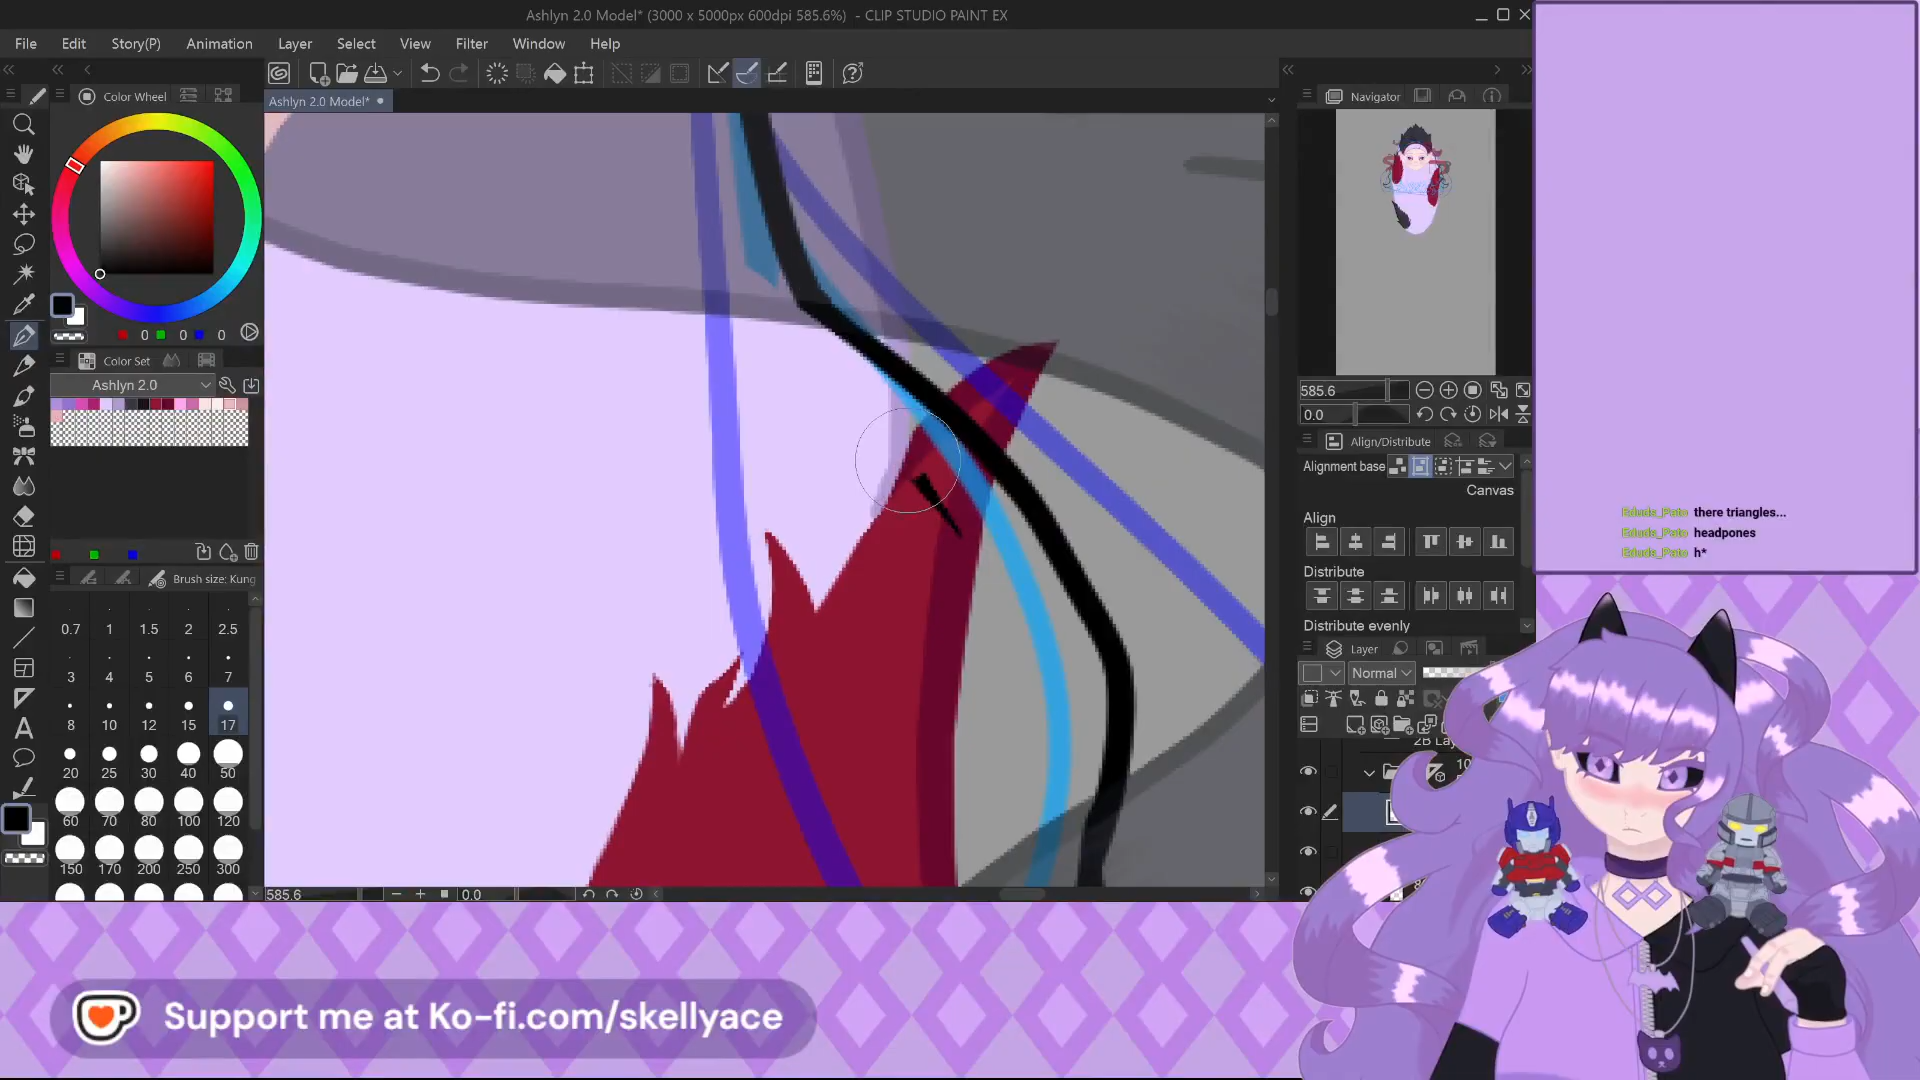 Ashlyn 2.0 Model* (3000 x 5000px 600dpi 585.6%) - CLIP STUDIO PAINT EX
File Edit Story(P) Animation Layer Select View Filter Window Help
Color Wheel
Ashlyn 2.0 Model*
Navigator
0 0 0
Color Set
Ashlyn 2.0
585.6
0.0
Align/Distribute
Alignment base
Canvas
Align
Distribute
Distribute evenly
Brush size: Kung
0.7 1 1.5 2 2.5
3 4 5 6 7
8 10 12 15 17
20 25 30 40 50
60 70 80 100 120
150 170 200 250 300
Layer
Normal
585.6 0.0
Eduds_Pato there triangles...
Eduds_Pato headpones
Eduds_Pato h*
Support me at Ko-fi.com/skellyace